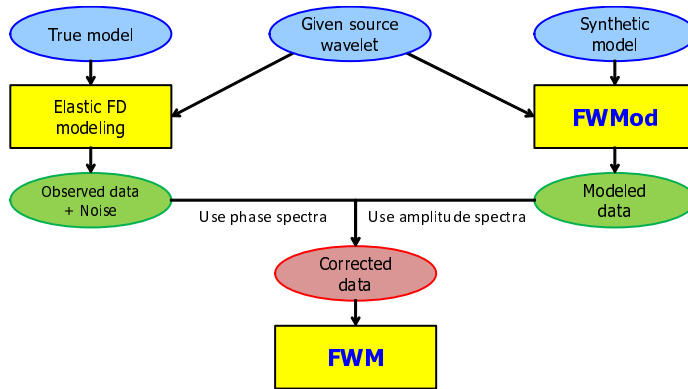 True model
Given source
wavelet
Synthetic
model
Elastic FD
modeling
FWMod
Observed data
+ Noise
Modeled
data
Use phase spectra
Use amplitude spectra
Corrected
data
FWM